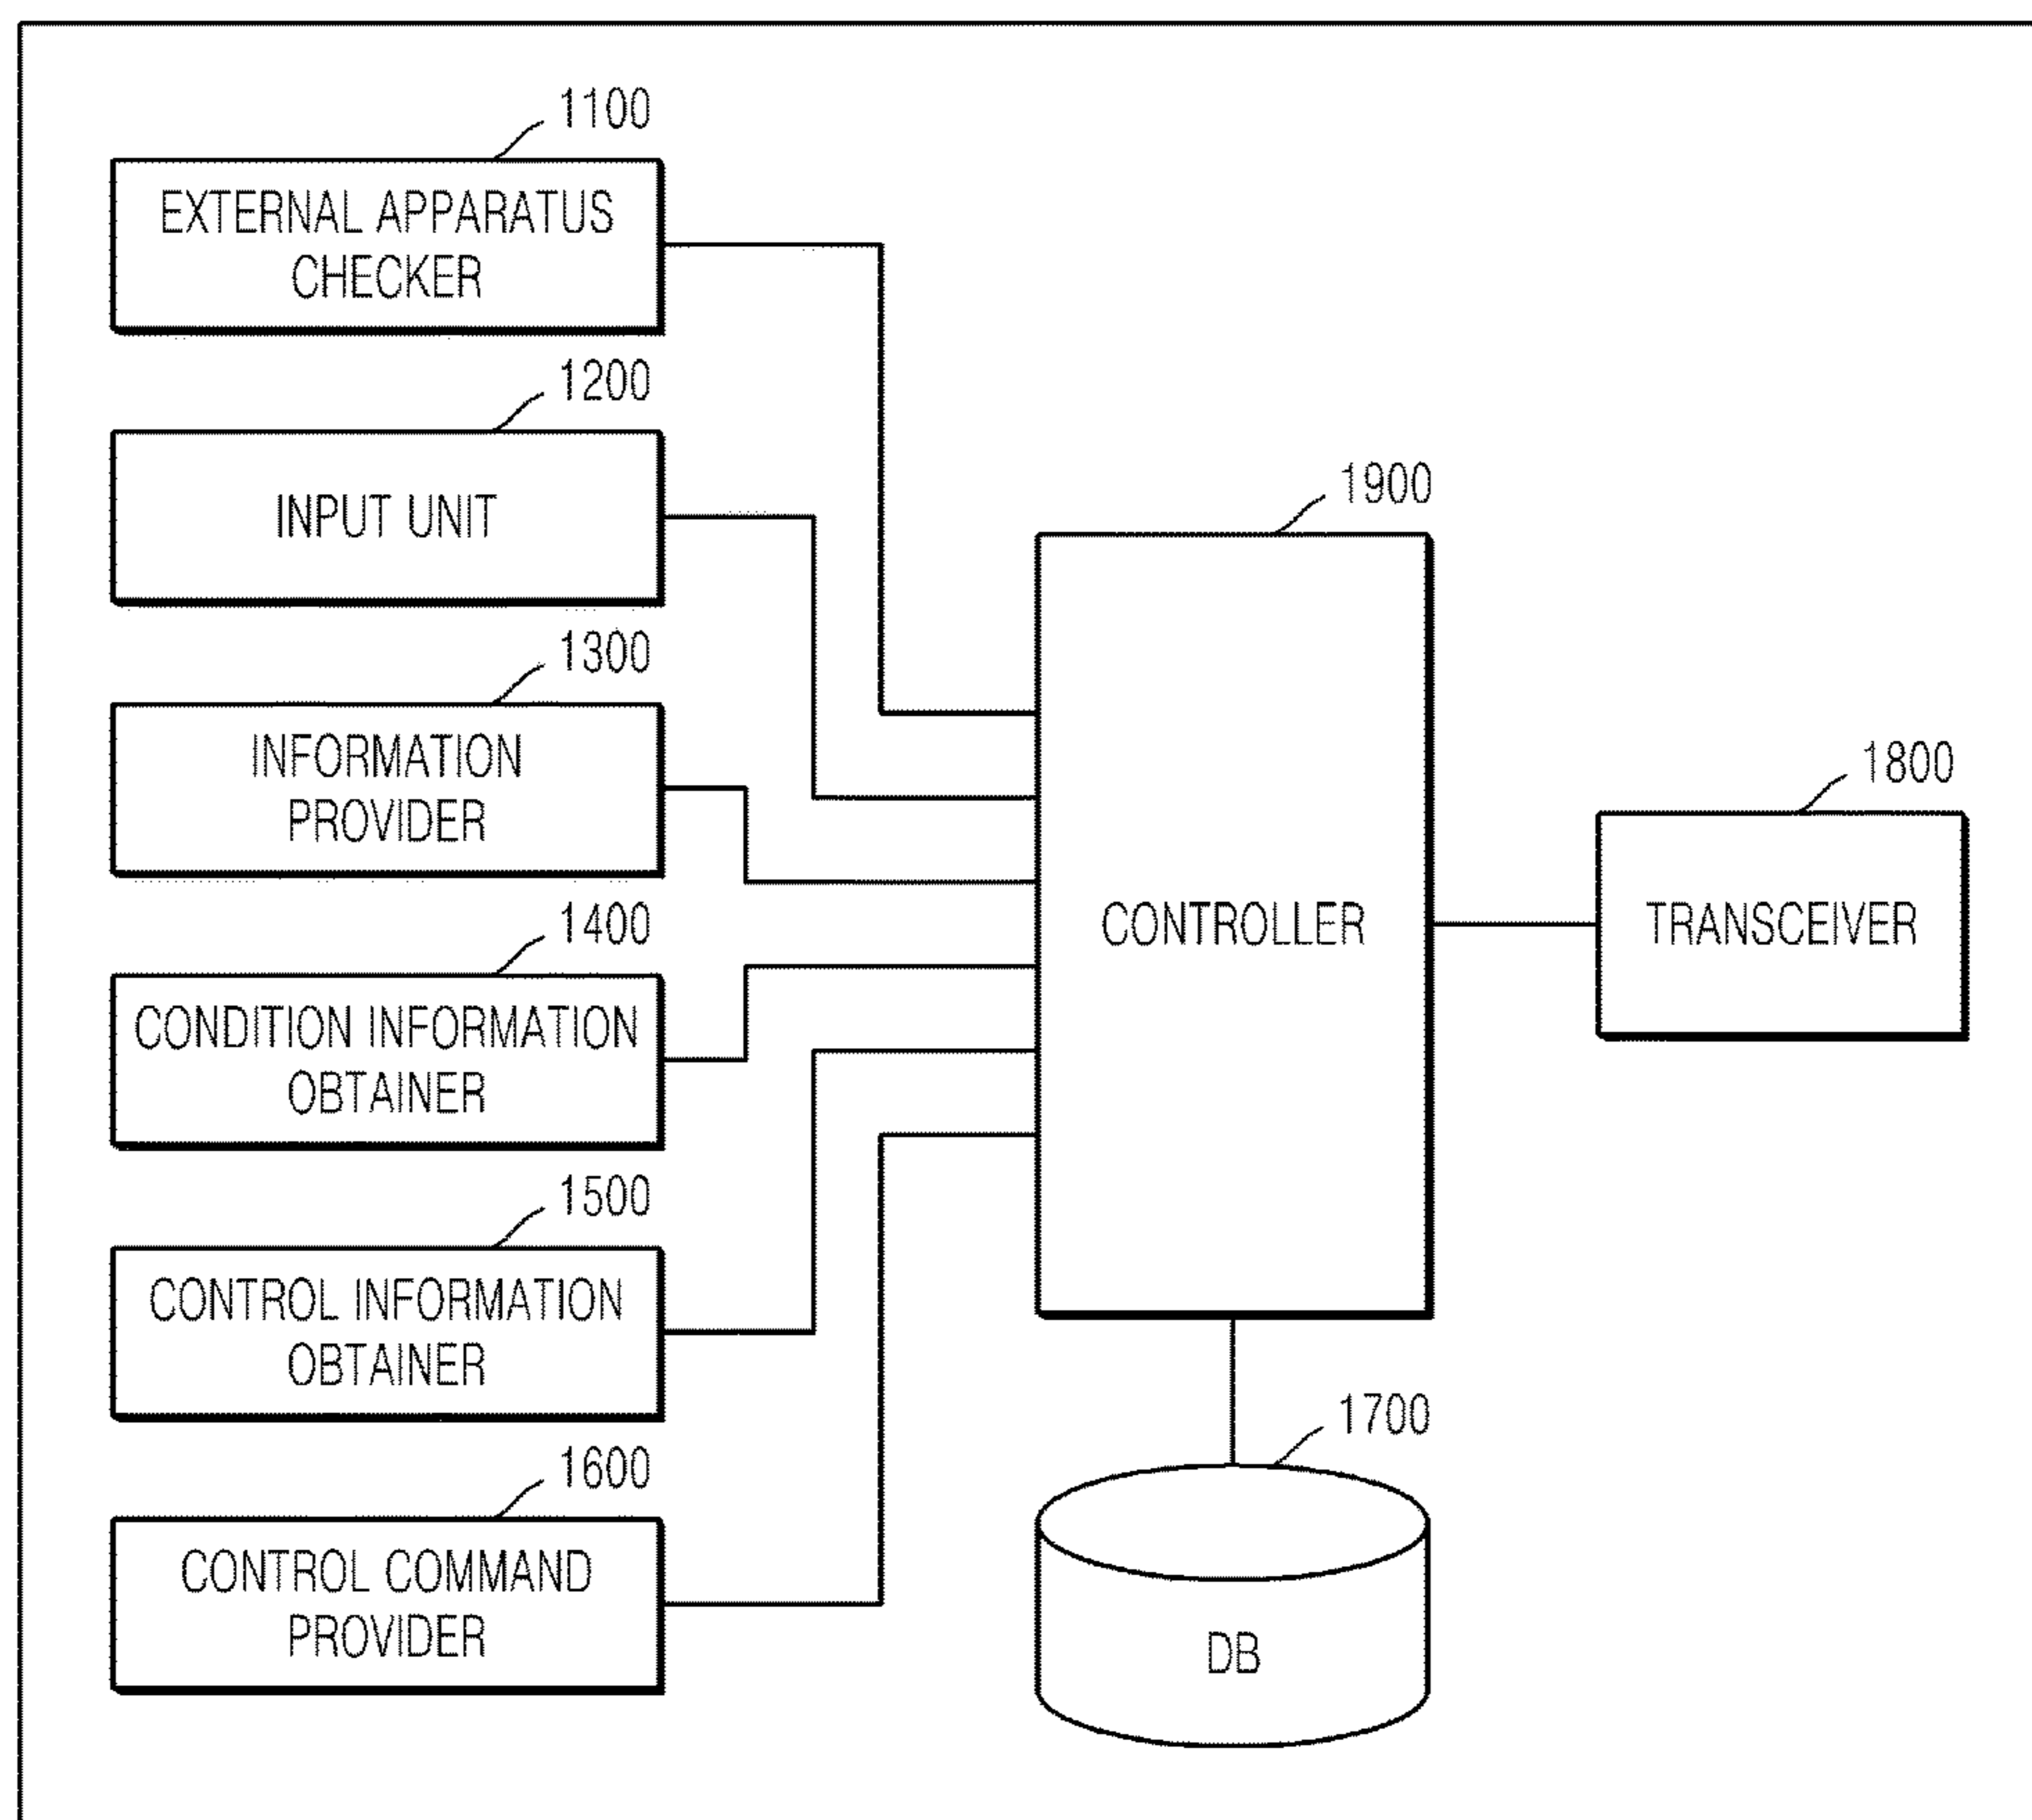 1100
EXTERNAL APPARATUS
CHECKER
1200
INPUT UNIT
1300
INFORMATION
PROVIDER
1400
CONDITION INFORMATION
OBTAINER
1500
CONTROL INFORMATION
OBTAINER
1600
CONTROL COMMAND
PROVIDER
1900
CONTROLLER
1800
TRANSCEIVER
1700
DB